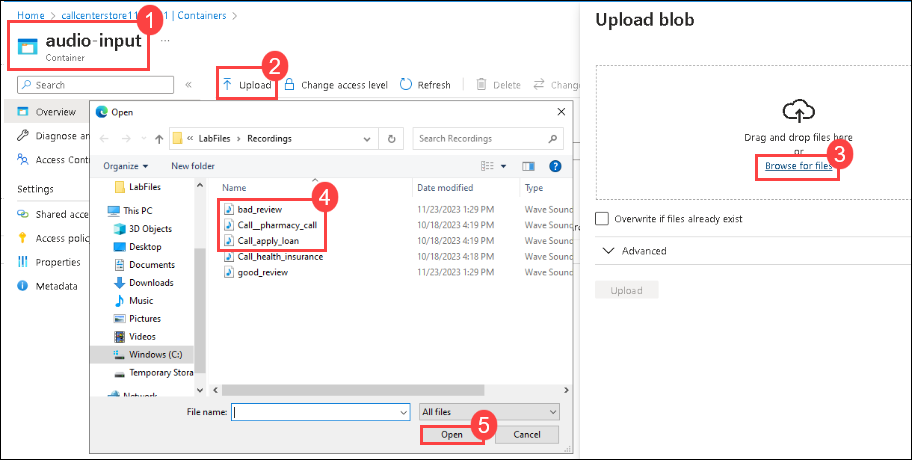 Home > callcenterstore11 1 | Containers >
1
audio-input
Container
...
Search
«
Upload
2
Change access level
Refresh
Delete
Overview
Diagnose an
Access Cont
Settings
Shared acce
Access polic
Properties
Metadata
Open
« LabFiles > Recordings
Search Recordings
Organize
New folder
LabFiles
This PC
3D Objects
Desktop
Documents
Downloads
Music
Pictures
Videos
Windows (C:)
Temporary Stora
Network
Name
Date modified
Type
4
bad_review 11/23/2023 1:29 PM Wave Sound
Call__pharmacy_call 10/18/2023 4:19 PM Wave Sound
Call_apply_loan 10/18/2023 4:19 PM Wave Sound
Call_health_insurance 10/18/2023 4:18 PM Wave Sound
good_review 11/23/2023 1:29 PM Wave Sound
File name:
All files
Open
5
Cancel
Upload blob
Drag and drop files here
or
Browse for files
3
Overwrite if files already exist
Advanced
Upload